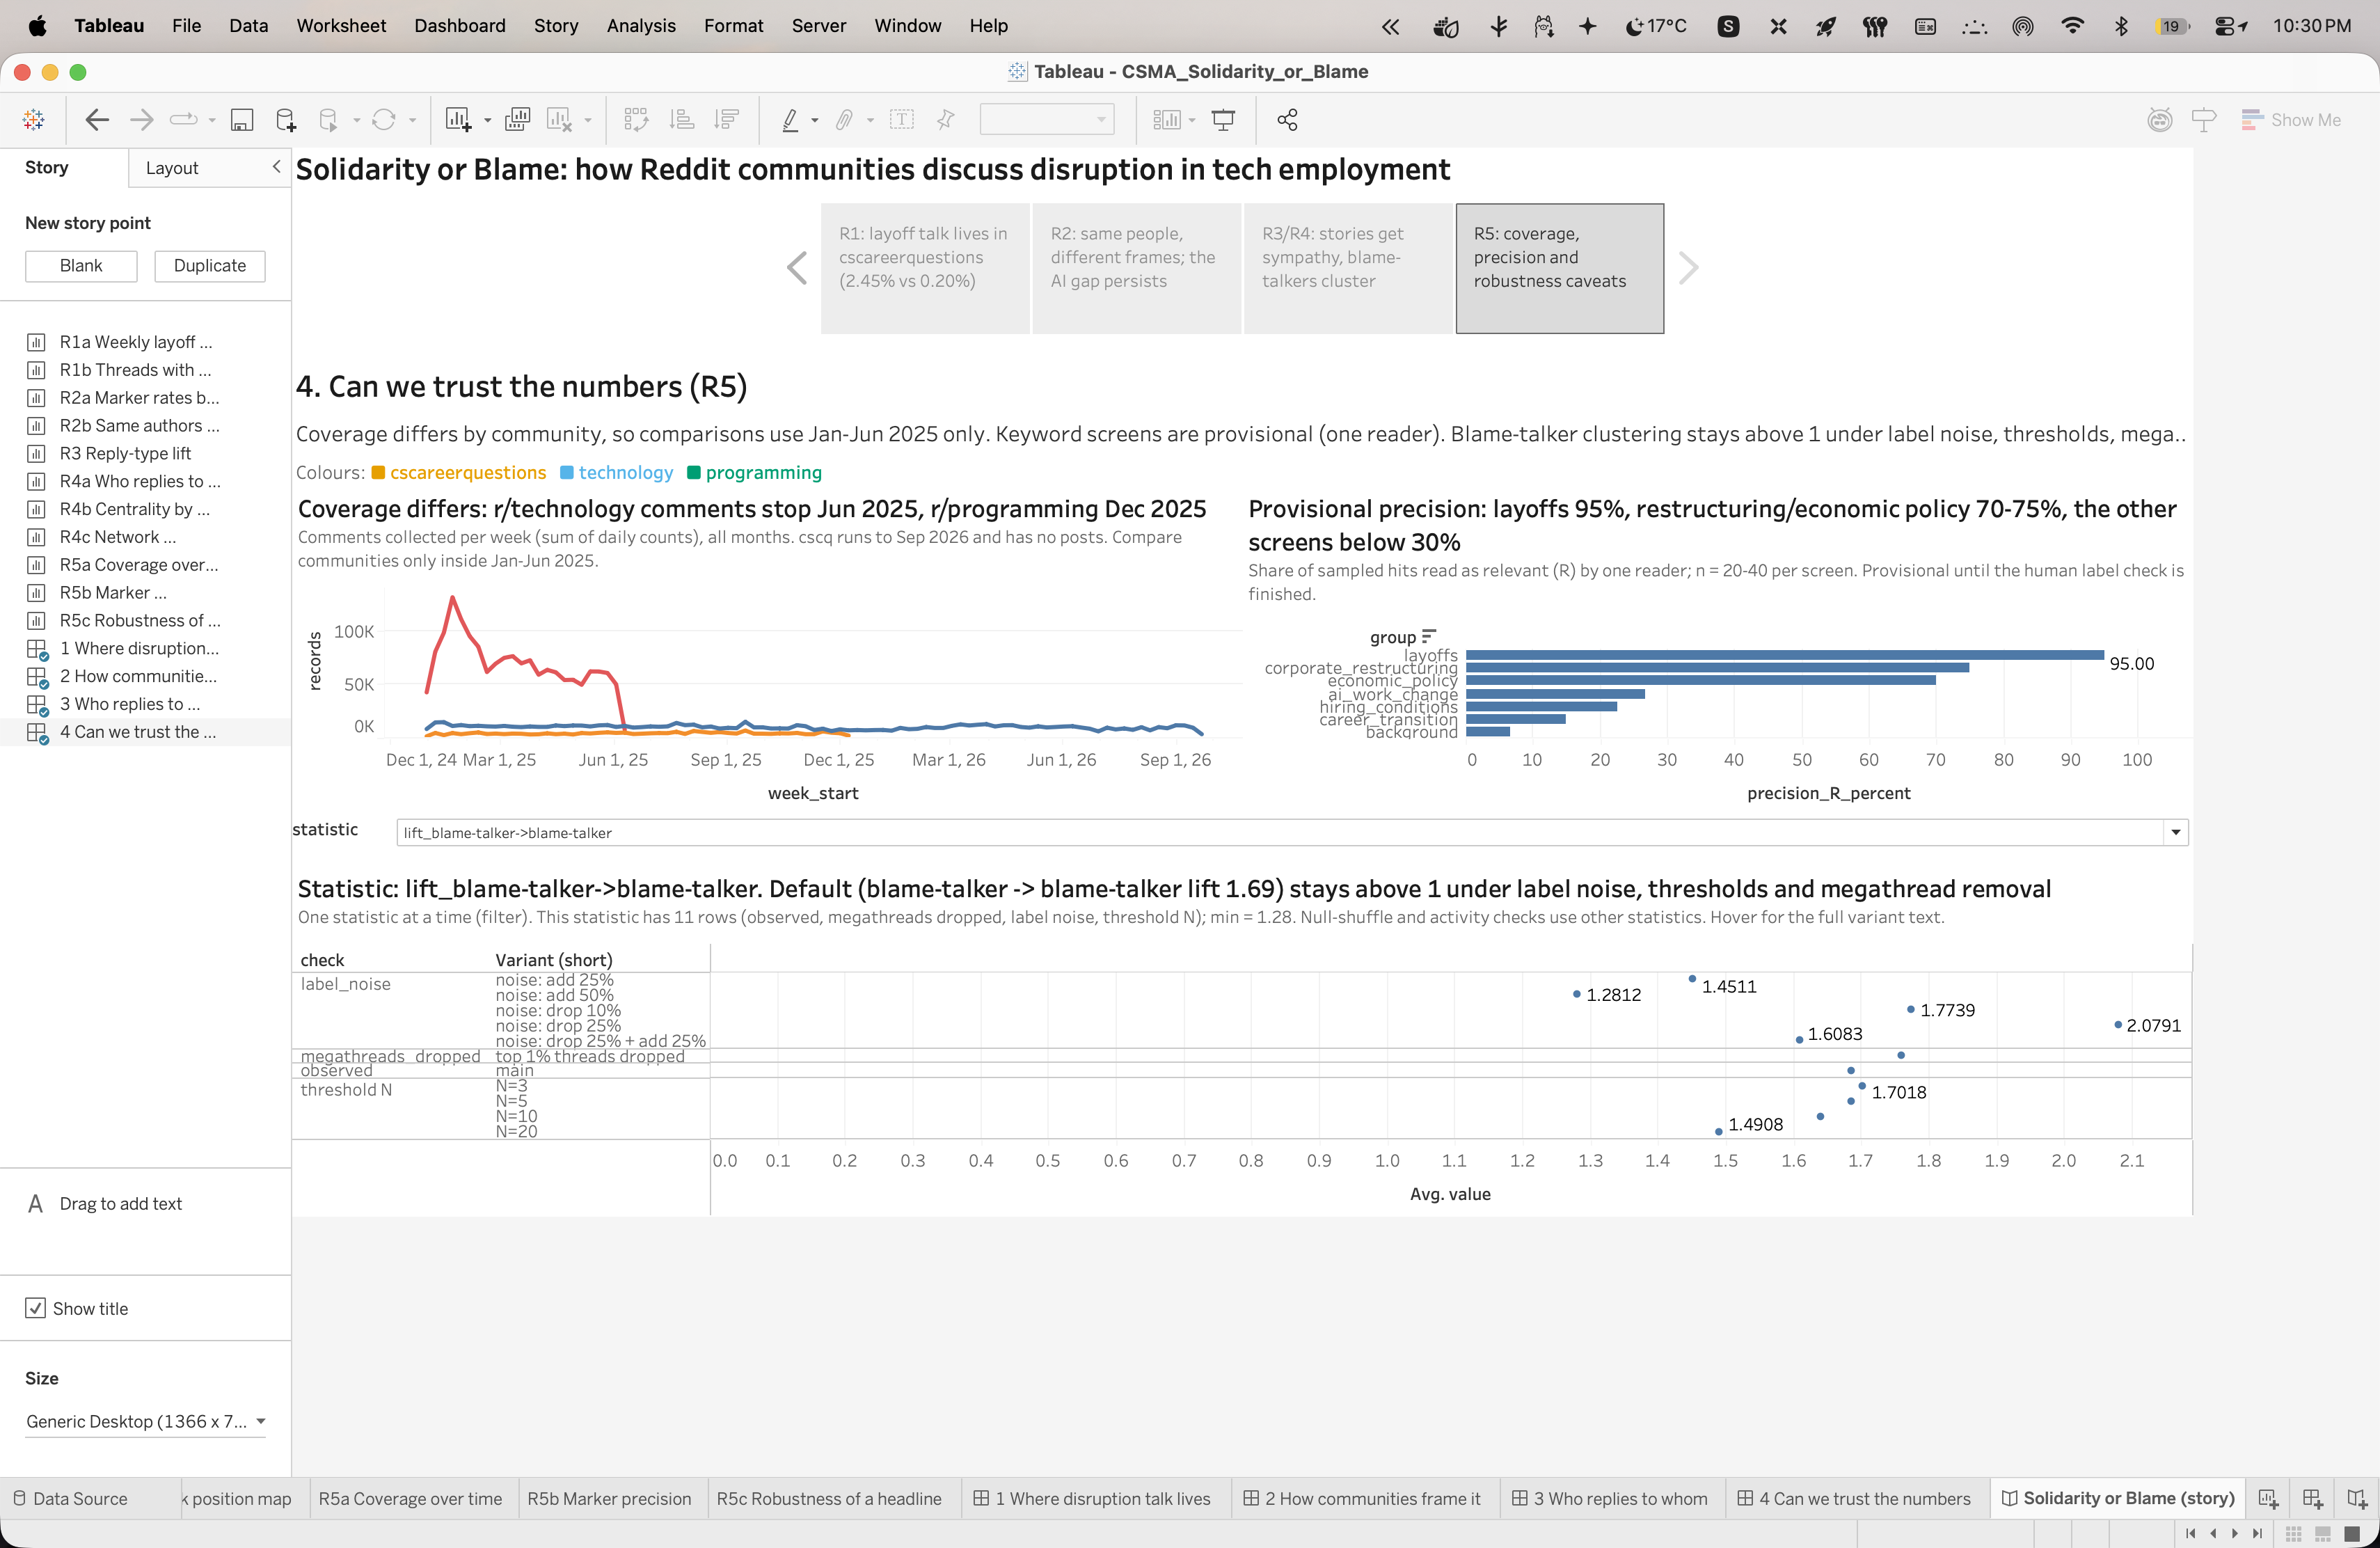 Tableau File Data Worksheet Dashboard Story Analysis Format Server Window Help 17°C 19 10:30 PM
Tableau - CSMA_Solidarity_or_Blame
Show Me
Story Layout
New story point
Blank Duplicate
R1a Weekly layoff ...
R1b Threads with ...
R2a Marker rates b...
R2b Same authors ...
R3 Reply-type lift
R4a Who replies to ...
R4b Centrality by ...
R4c Network ...
R5a Coverage over...
R5b Marker ...
R5c Robustness of ...
1 Where disruption...
2 How communitie...
3 Who replies to ...
4 Can we trust the ...
A Drag to add text
Show title
Size
Generic Desktop (1366 x 7...
Solidarity or Blame: how Reddit communities discuss disruption in tech employment
R1: layoff talk lives in
cscareerquestions
(2.45% vs 0.20%)
R2: same people,
different frames; the
AI gap persists
R3/R4: stories get
sympathy, blame-
talkers cluster
R5: coverage,
precision and
robustness caveats
4. Can we trust the numbers (R5)
Coverage differs by community, so comparisons use Jan-Jun 2025 only. Keyword screens are provisional (one reader). Blame-talker clustering stays above 1 under label noise, thresholds, mega..
Colours: cscareerquestions technology programming
Coverage differs: r/technology comments stop Jun 2025, r/programming Dec 2025
Comments collected per week (sum of daily counts), all months. cscq runs to Sep 2026 and has no posts. Compare
communities only inside Jan-Jun 2025.
records
100K
50K
0K
Dec 1, 24 Mar 1, 25 Jun 1, 25 Sep 1, 25 Dec 1, 25 Mar 1, 26 Jun 1, 26 Sep 1, 26
week_start
Provisional precision: layoffs 95%, restructuring/economic policy 70-75%, the other
screens below 30%
Share of sampled hits read as relevant (R) by one reader; n = 20-40 per screen. Provisional until the human label check is
finished.
group
layoffs
95.00
corporate_restructuring
economic_policy
ai_work_change
hiring_conditions
career_transition
background
0 10 20 30 40 50 60 70 80 90 100
precision_R_percent
statistic lift_blame-talker->blame-talker
Statistic: lift_blame-talker->blame-talker. Default (blame-talker -> blame-talker lift 1.69) stays above 1 under label noise, thresholds and megathread removal
One statistic at a time (filter). This statistic has 11 rows (observed, megathreads dropped, label noise, threshold N); min = 1.28. Null-shuffle and activity checks use other statistics. Hover for the full variant text.
check Variant (short)
label_noise noise: add 25% 1.4511
noise: add 50% 1.2812
noise: drop 10% 1.7739
noise: drop 25% 2.0791
noise: drop 25% + add 25% 1.6083
megathreads_dropped top 1% threads dropped
observed main
threshold N N=3 1.7018
N=5
N=10
N=20 1.4908
0.0 0.1 0.2 0.3 0.4 0.5 0.6 0.7 0.8 0.9 1.0 1.1 1.2 1.3 1.4 1.5 1.6 1.7 1.8 1.9 2.0 2.1
Avg. value
Data Source k position map R5a Coverage over time R5b Marker precision R5c Robustness of a headline 1 Where disruption talk lives 2 How communities frame it 3 Who replies to whom 4 Can we trust the numbers Solidarity or Blame (story)